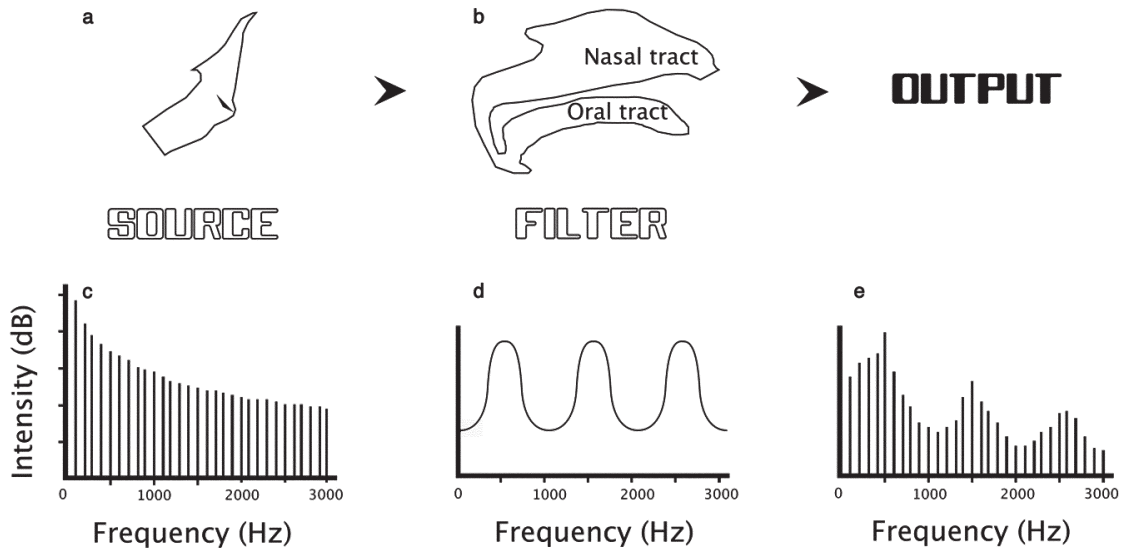 a
b
Nasal tract
Oral tract
OUTPUT
SOURCE
FILTER
c
d
e
Intensity (dB)
0 1000 2000 3000
0 1000 2000 3000
0 1000 2000 3000
Frequency (Hz)
Frequency (Hz)
Frequency (Hz)